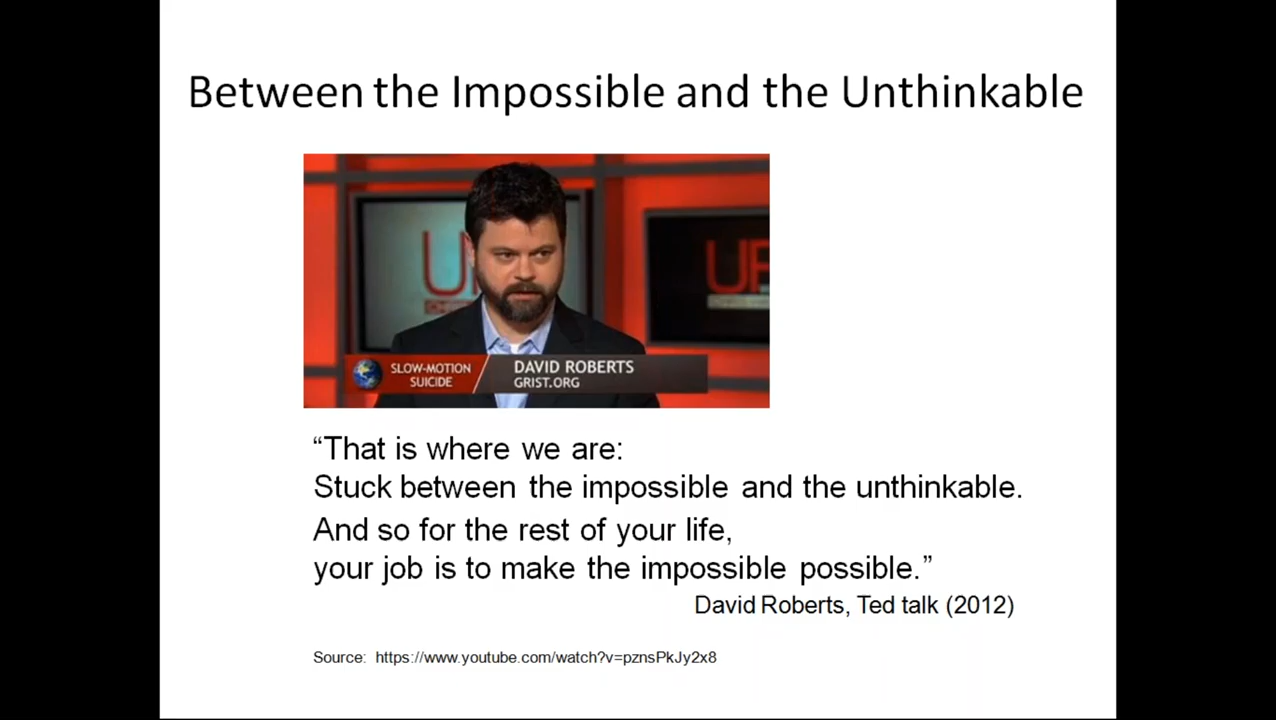 Between the Impossible and the Unthinkable
SLOW-MOTION
SUICIDE
DAVID ROBERTS
GRIST.ORG
“That is where we are:
Stuck between the impossible and the unthinkable.
And so for the rest of your life,
your job is to make the impossible possible.”
David Roberts, Ted talk (2012)
Source: https://www.youtube.com/watch?v=pznsPkJy2x8